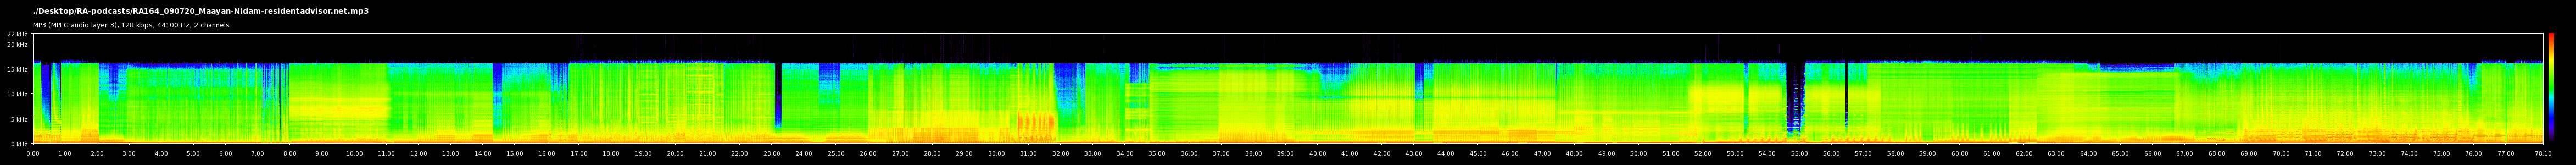 ./Desktop/RA-podcasts/RA164_090720_Maayan-Nidam-residentadvisor.net.mp3
MP3 (MPEG audio layer 3), 128 kbps, 44100 Hz, 2 channels
22 kHz
20 kHz
15 kHz
10 kHz
5 kHz
0 kHz
0:00 1:00 2:00 3:00 4:00 5:00 6:00 7:00 8:00 9:00 10:00 11:00 12:00 13:00 14:00 15:00 16:00 17:00 18:00 19:00 20:00 21:00 22:00 23:00 24:00 25:00 26:00 27:00 28:00 29:00 30:00 31:00 32:00 33:00 34:00 35:00 36:00 37:00 38:00 39:00 40:00 41:00 42:00 43:00 44:00 45:00 46:00 47:00 48:00 49:00 50:00 51:00 52:00 53:00 54:00 55:00 56:00 57:00 58:00 59:00 60:00 61:00 62:00 63:00 64:00 65:00 66:00 67:00 68:00 69:00 70:00 71:00 72:00 73:00 74:00 75:00 76:00 77:00 78:10